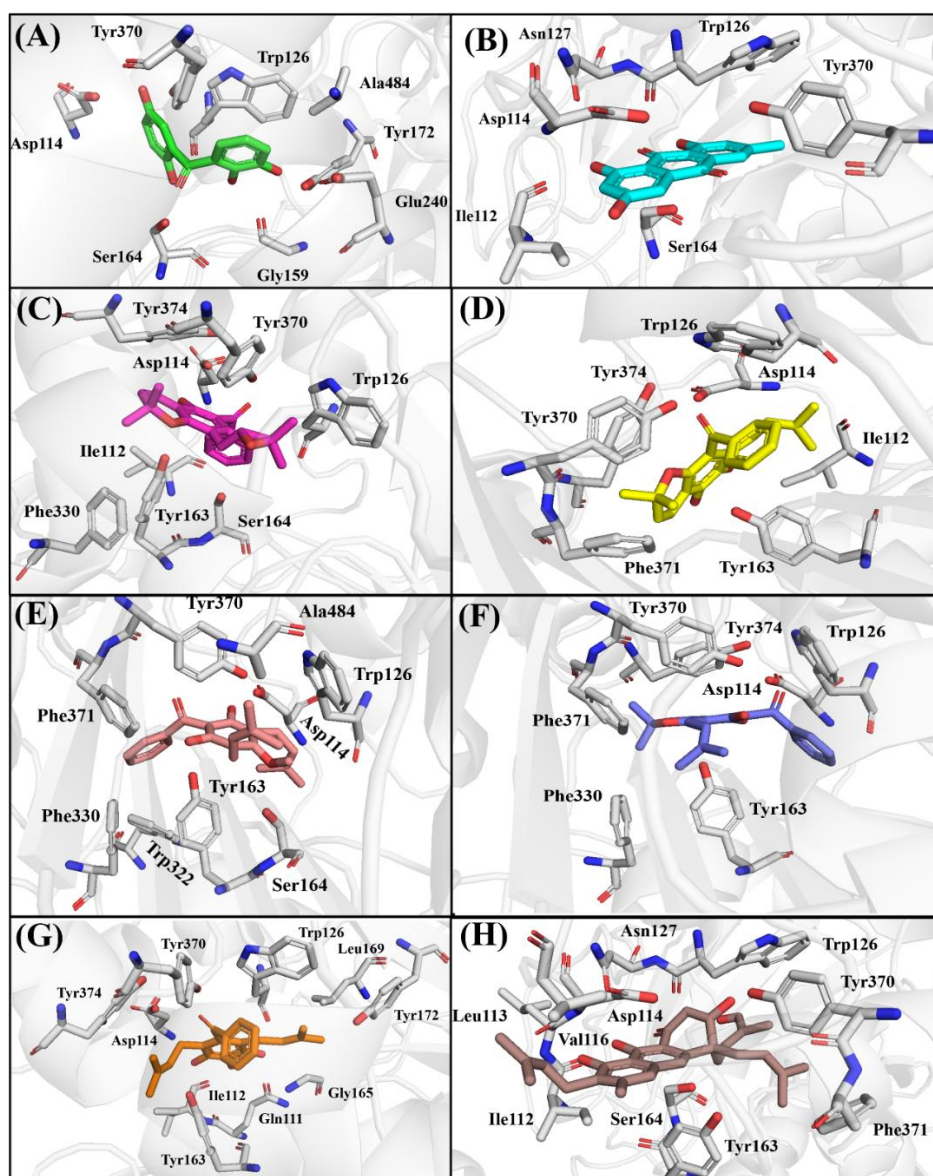 (A)
Tyr370
Trp126
Ala484
Asp114
Tyr172
Glu240
Ser164
Gly159
(B)
Asn127
Trp126
Tyr370
Asp114
Ile112
Ser164
(C)
Tyr374
Tyr370
Asp114
Trp126
Ile112
Phe330
Tyr163
Ser164
(D)
Trp126
Asp114
Tyr374
Tyr370
Ile112
Phe371
Tyr163
(E)
Tyr370
Ala484
Trp126
Phe371
Asp114
Tyr163
Phe330
Trp322
Ser164
(F)
Tyr370
Tyr374
Trp126
Asp114
Phe371
Phe330
Tyr163
(G)
Tyr370
Trp126
Leu169
Tyr374
Asp114
Tyr172
Ile112
Gly165
Gln111
Tyr163
(H)
Asn127
Trp126
Tyr370
Leu113
Asp114
Val116
Ile112
Ser164
Tyr163
Phe371